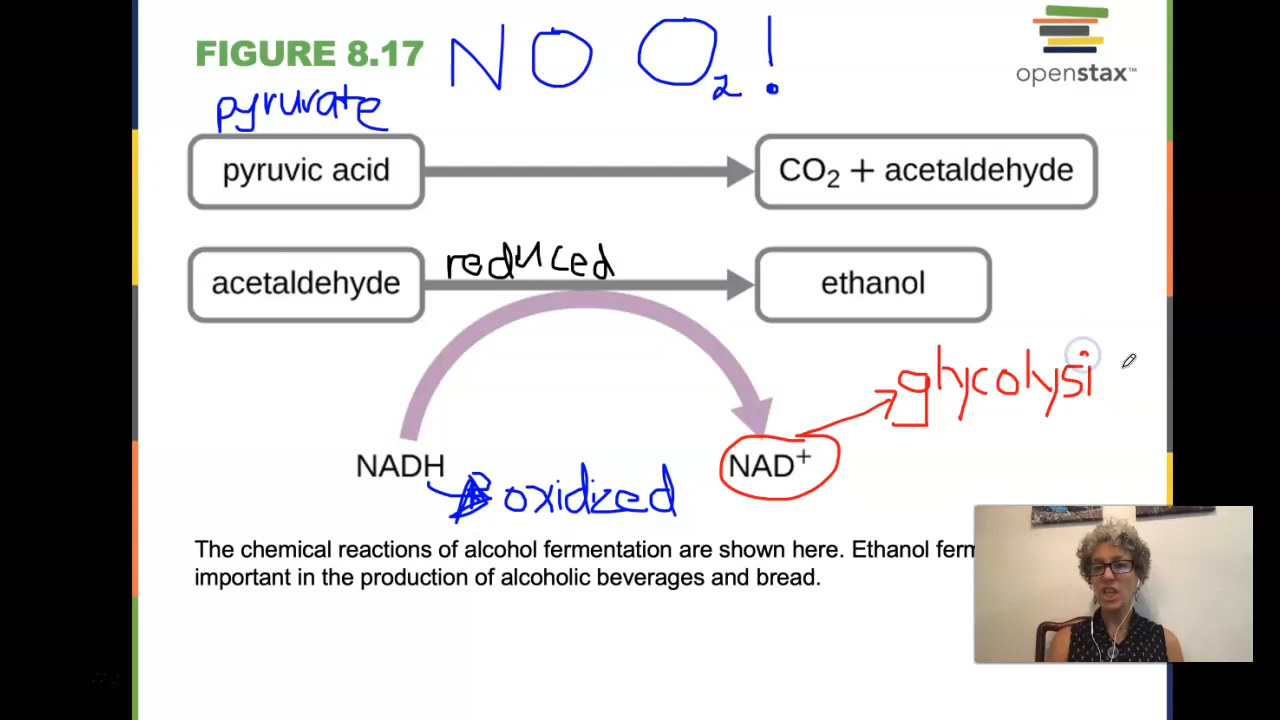 FIGURE 8.17 NO O₂!
openstax™
pyruvate
pyruvic acid
CO₂ + acetaldehyde
reduced
acetaldehyde
ethanol
glycolysi
NADH
NAD⁺
oxidized
The chemical reactions of alcohol fermentation are shown here. Ethanol ferm
important in the production of alcoholic beverages and bread.